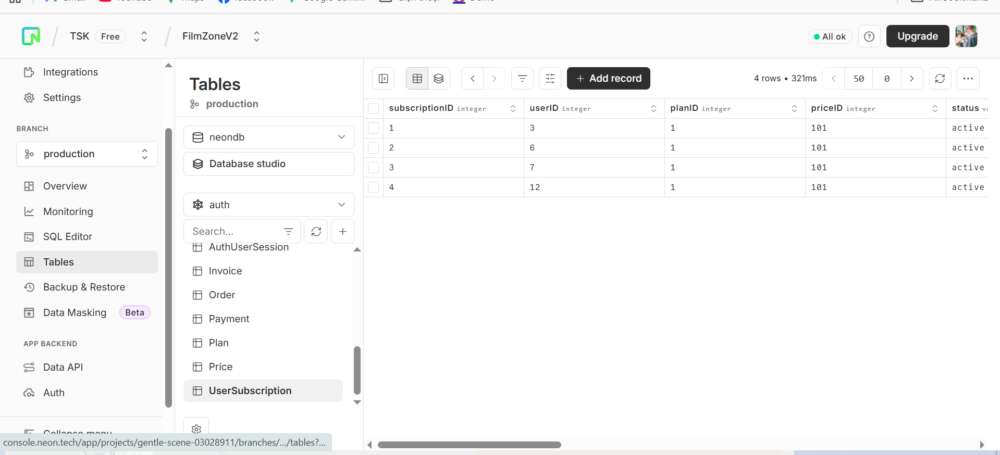 TSK Free
FilmZoneV2
All ok
Upgrade
Integrations
Settings
BRANCH
production
Overview
Monitoring
SQL Editor
Tables
Backup & Restore
Data Masking Beta
APP BACKEND
Data API
Auth
Collapse menu
console.neon.tech/app/projects/gentle-scene-03028911/branches/.../tables?...
Tables
production
neondb
Database studio
auth
Search...
AuthUserSession
Invoice
Order
Payment
Plan
Price
UserSubscription
Add record
4 rows • 321ms
50 0
subscriptionID integer userID integer planID integer priceID integer status
1 3 1 101 active
2 6 1 101 active
3 7 1 101 active
4 12 1 101 active